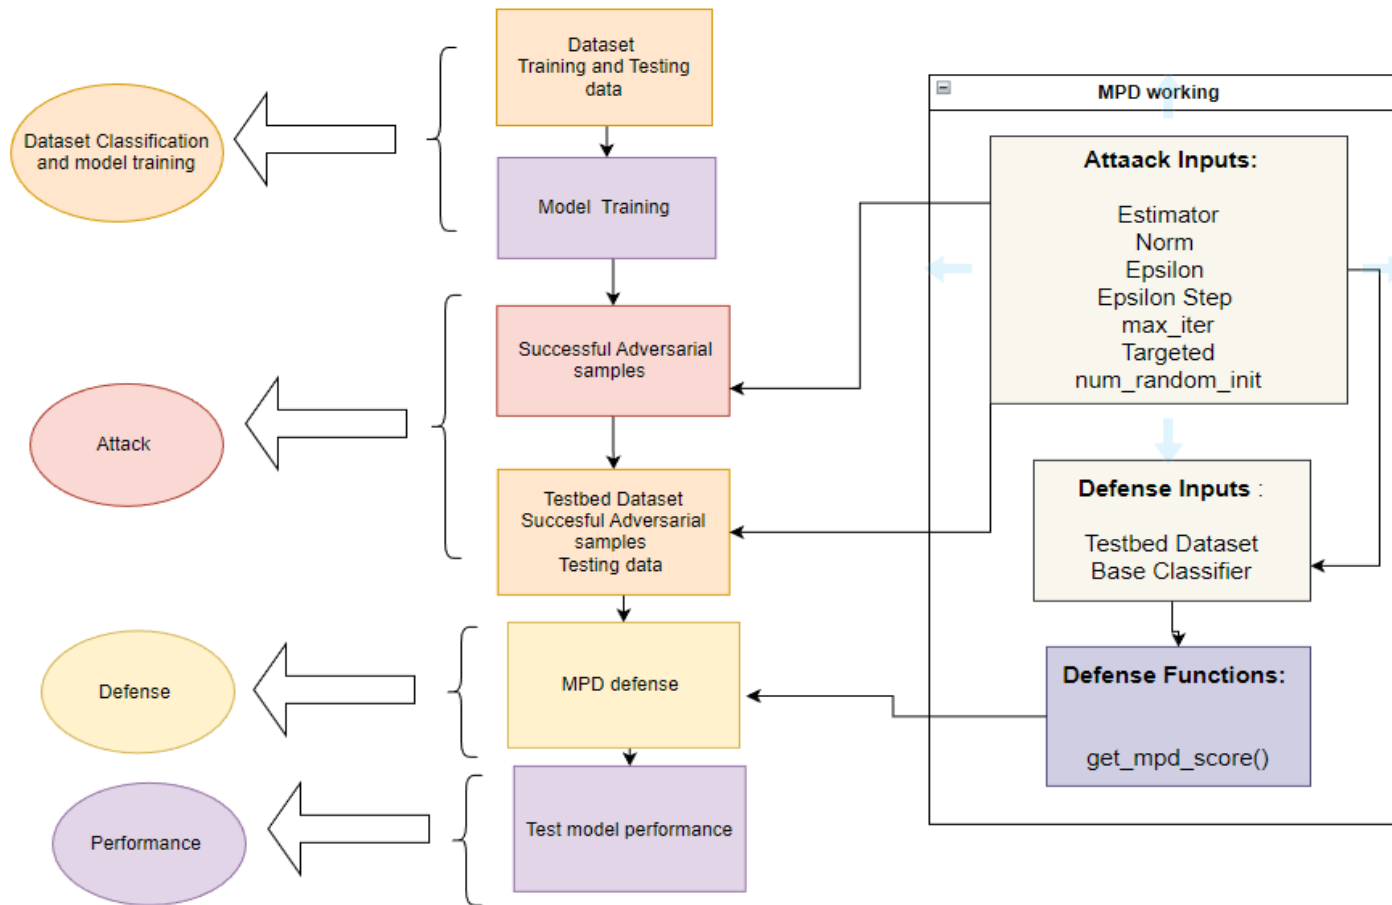 Dataset
Training and Testing
data
Dataset Classification
and model training
Model Training
Successful Adversarial
samples
Attack
Testbed Dataset
Succesful Adversarial
samples
Testing data
Defense
MPD defense
Performance
Test model performance
MPD working
Attaack Inputs:
Estimator
Norm
Epsilon
Epsilon Step
max_iter
Targeted
num_random_init
Defense Inputs :
Testbed Dataset
Base Classifier
Defense Functions:
get_mpd_score()